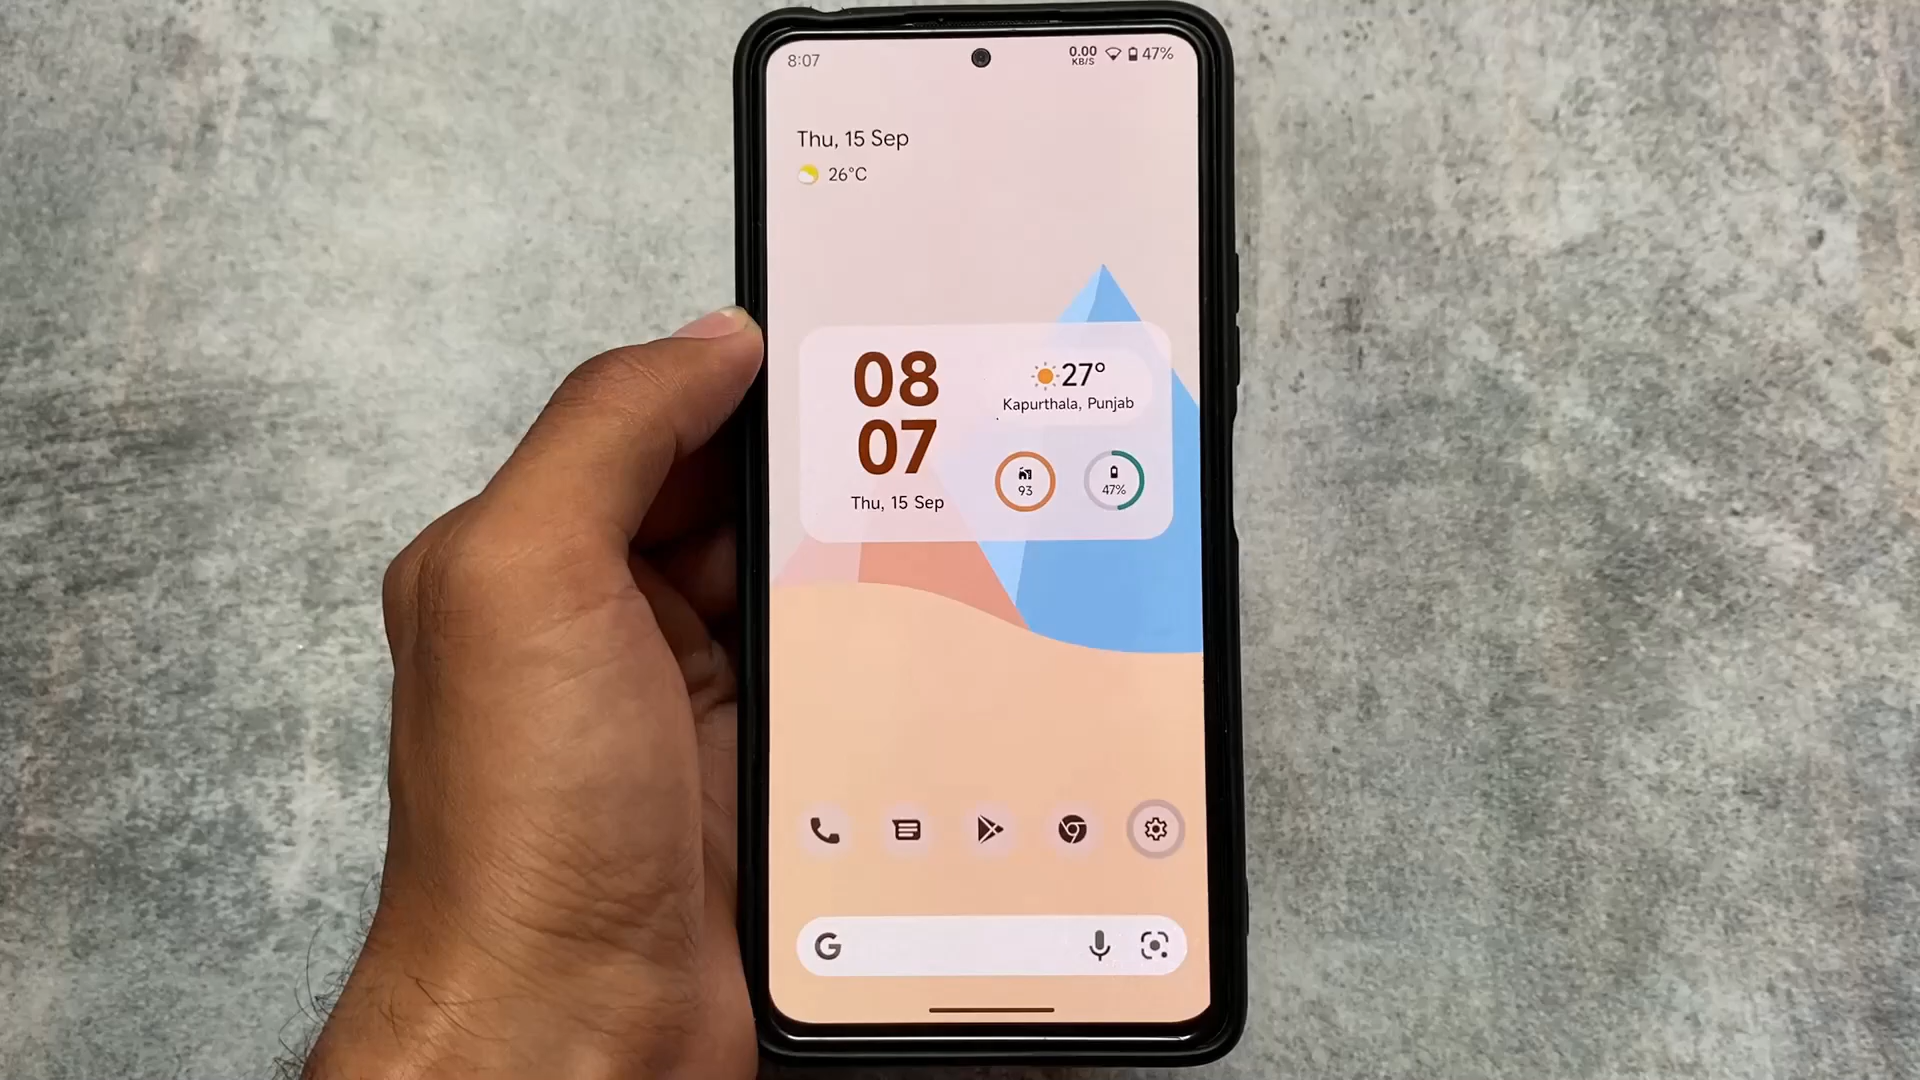 8:07
0.00
KB/S
47%
Thu, 15 Sep
26°C
08
07
Thu, 15 Sep
27°
Kapurthala, Punjab
93
47%
G